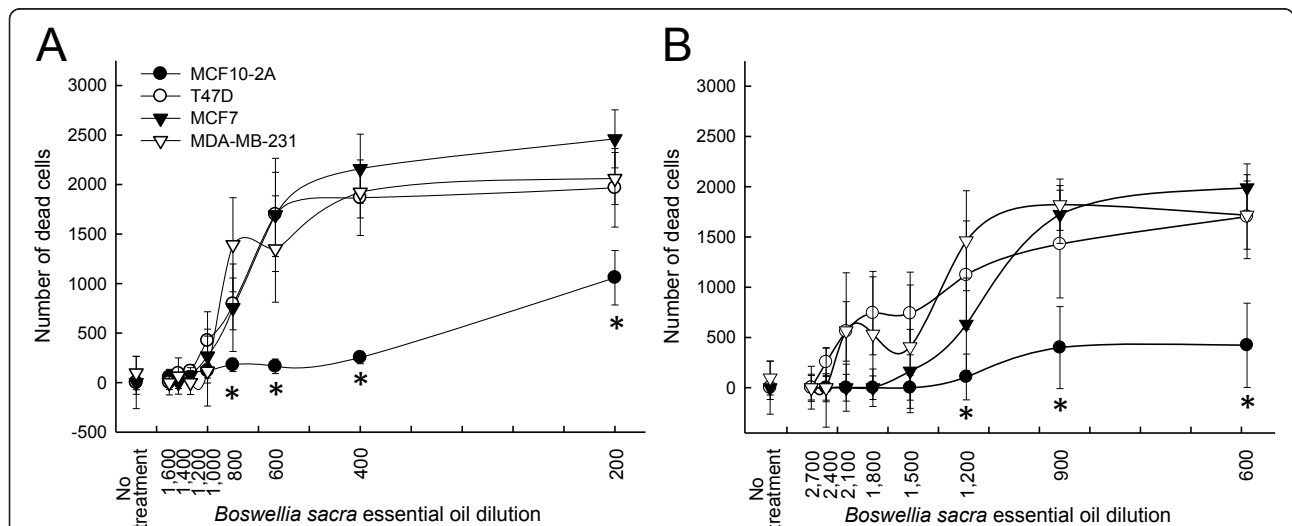 A
MCF10-2A
T47D
MCF7
MDA-MB-231
Number of dead cells
3000
2500
2000
1500
1000
500
0
-500
No treatment
1,600
1,400
1,200
1,000
800
600
400
200
* * * *
Boswellia sacra essential oil dilution
B
Number of dead cells
3000
2500
2000
1500
1000
500
0
No treatment
2,700
2,400
2,100
1,800
1,500
1,200
900
600
* * *
Boswellia sacra essential oil dilution